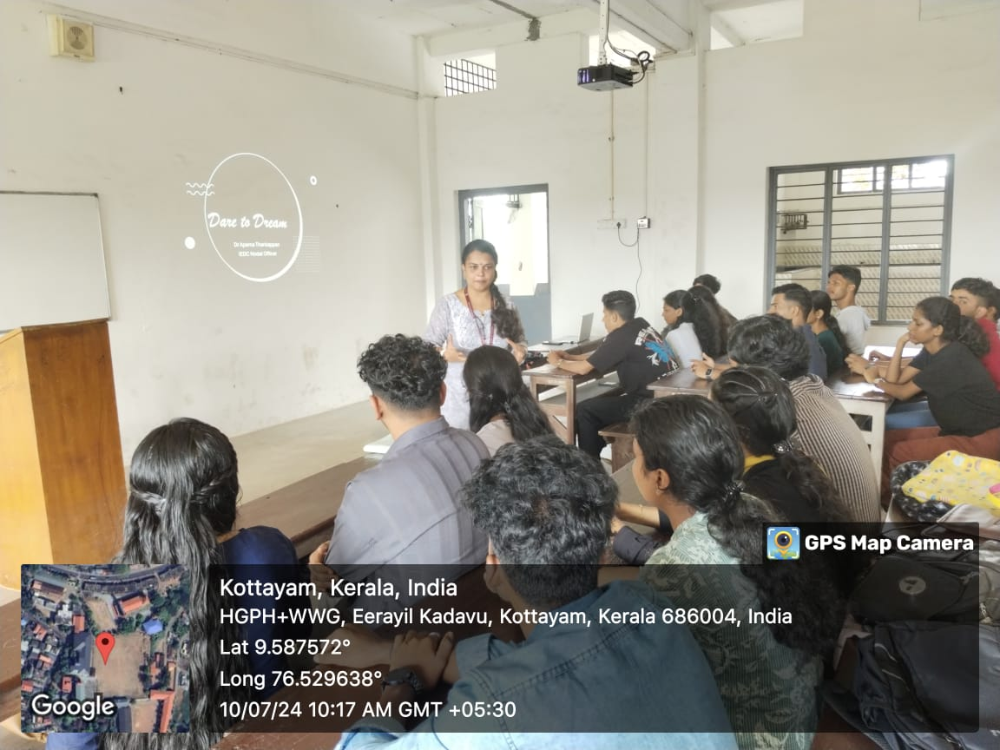 Dare to Dream
Dr Aparna Thankappan
IEDC Nodal Officer
GPS Map Camera
Kottayam, Kerala, India
HGPH+WWG, Eerayil Kadavu, Kottayam, Kerala 686004, India
Lat 9.587572°
Long 76.529638°
10/07/24 10:17 AM GMT +05:30
Google